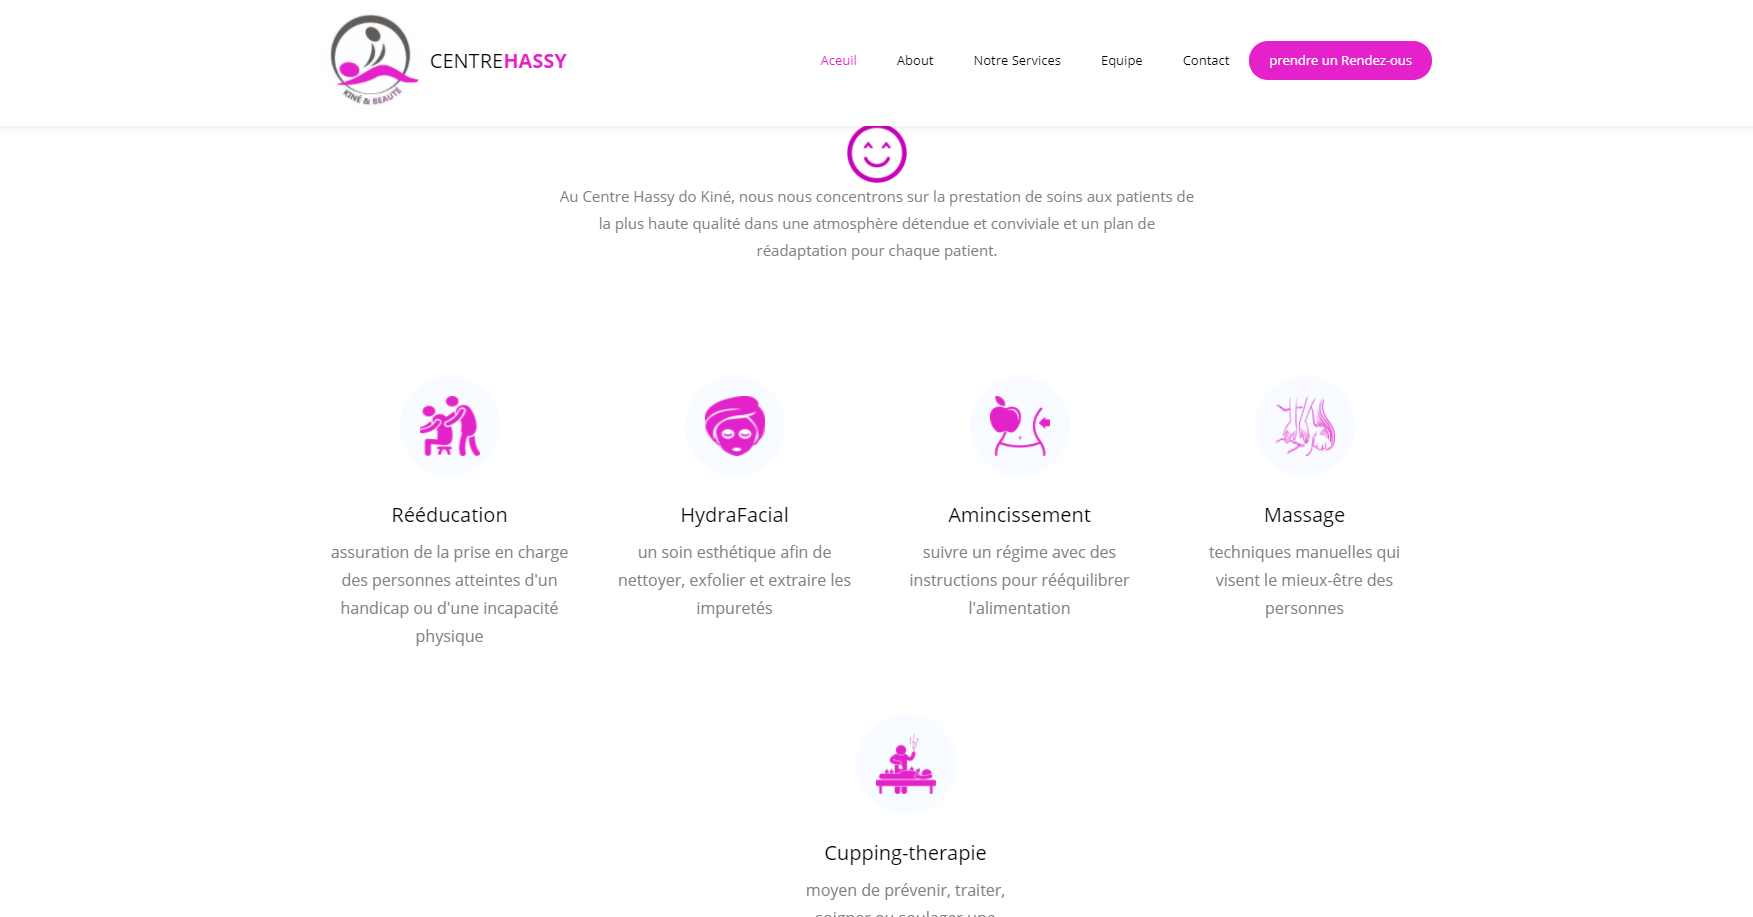 KINÉ & BEAUTÉ
CENTREHASSY
Aceuil
About
Notre Services
Equipe
Contact
prendre un Rendez-ous
Au Centre Hassy do Kiné, nous nous concentrons sur la prestation de soins aux patients de
la plus haute qualité dans une atmosphère détendue et conviviale et un plan de
réadaptation pour chaque patient.
Rééducation
assuration de la prise en charge
des personnes atteintes d'un
handicap ou d'une incapacité
physique
HydraFacial
un soin esthétique afin de
nettoyer, exfolier et extraire les
impuretés
Amincissement
suivre un régime avec des
instructions pour rééquilibrer
l'alimentation
Massage
techniques manuelles qui
visent le mieux-être des
personnes
Cupping-therapie
moyen de prévenir, traiter,
soigner ou soulager une